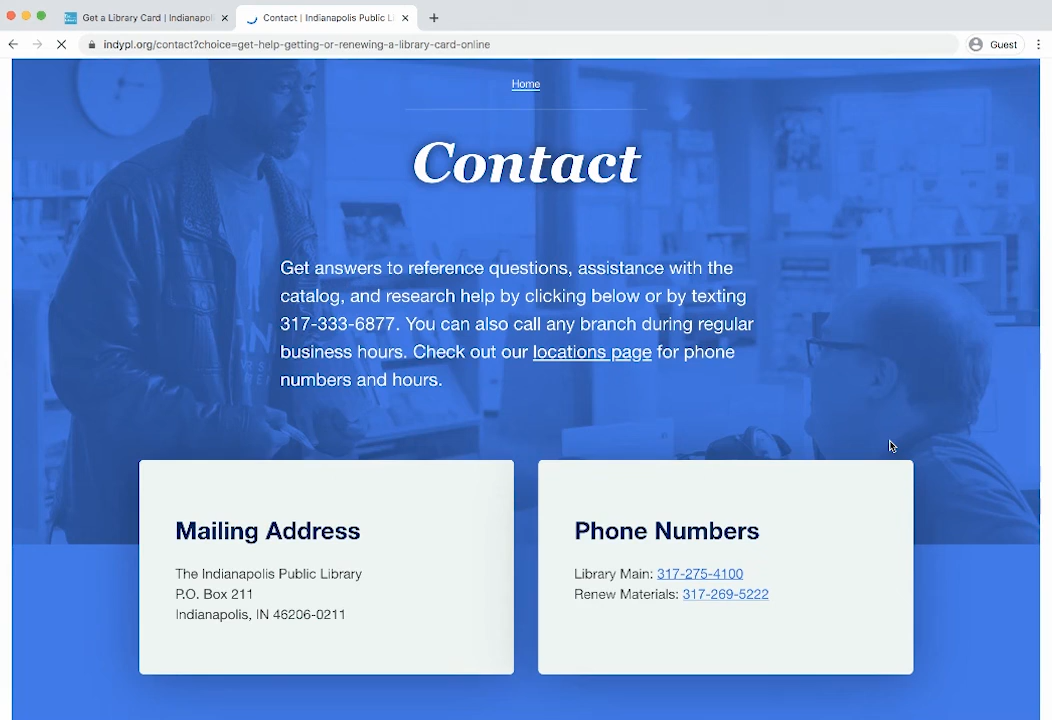 Get a Library Card | Indianapol
Contact | Indianapolis Public Li
indypl.org/contact?choice=get-help-getting-or-renewing-a-library-card-online
Guest
Home
Contact
Get answers to reference questions, assistance with the
catalog, and research help by clicking below or by texting
317-333-6877. You can also call any branch during regular
business hours. Check out our locations page for phone
numbers and hours.
Mailing Address
The Indianapolis Public Library
P.O. Box 211
Indianapolis, IN 46206-0211
Phone Numbers
Library Main: 317-275-4100
Renew Materials: 317-269-5222